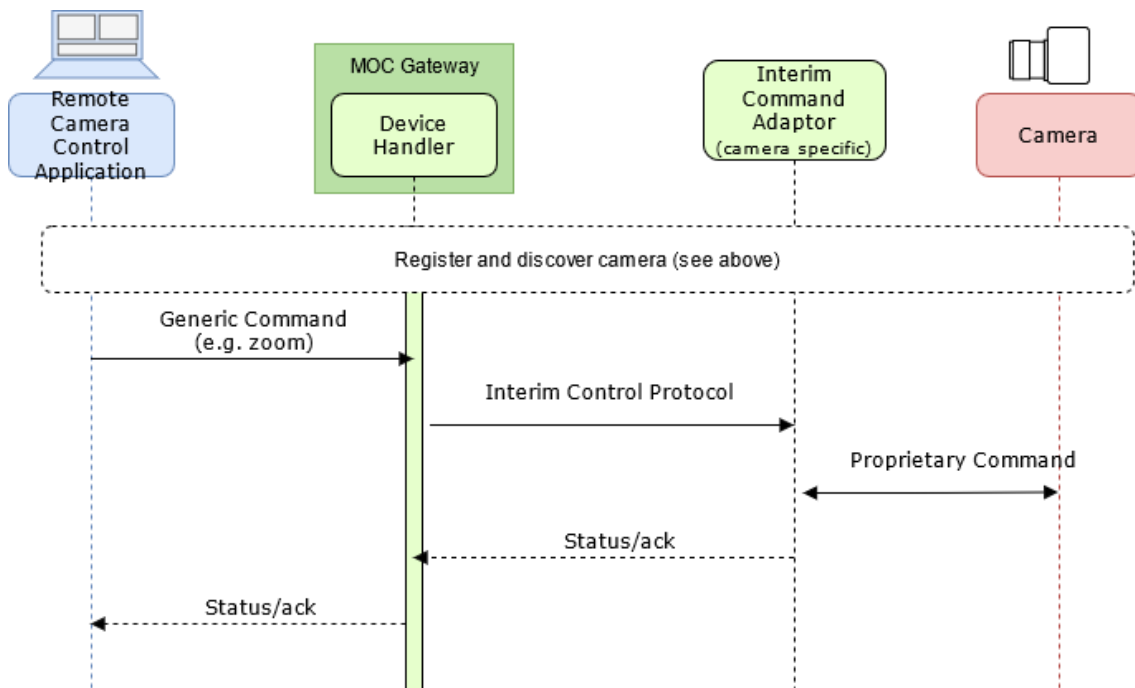 Remote
Camera
Control
Application
MOC Gateway
Device
Handler
Interim
Command
Adaptor
(camera specific)
Camera
Register and discover camera (see above)
Generic Command
(e.g. zoom)
Interim Control Protocol
Proprietary Command
Status/ack
Status/ack